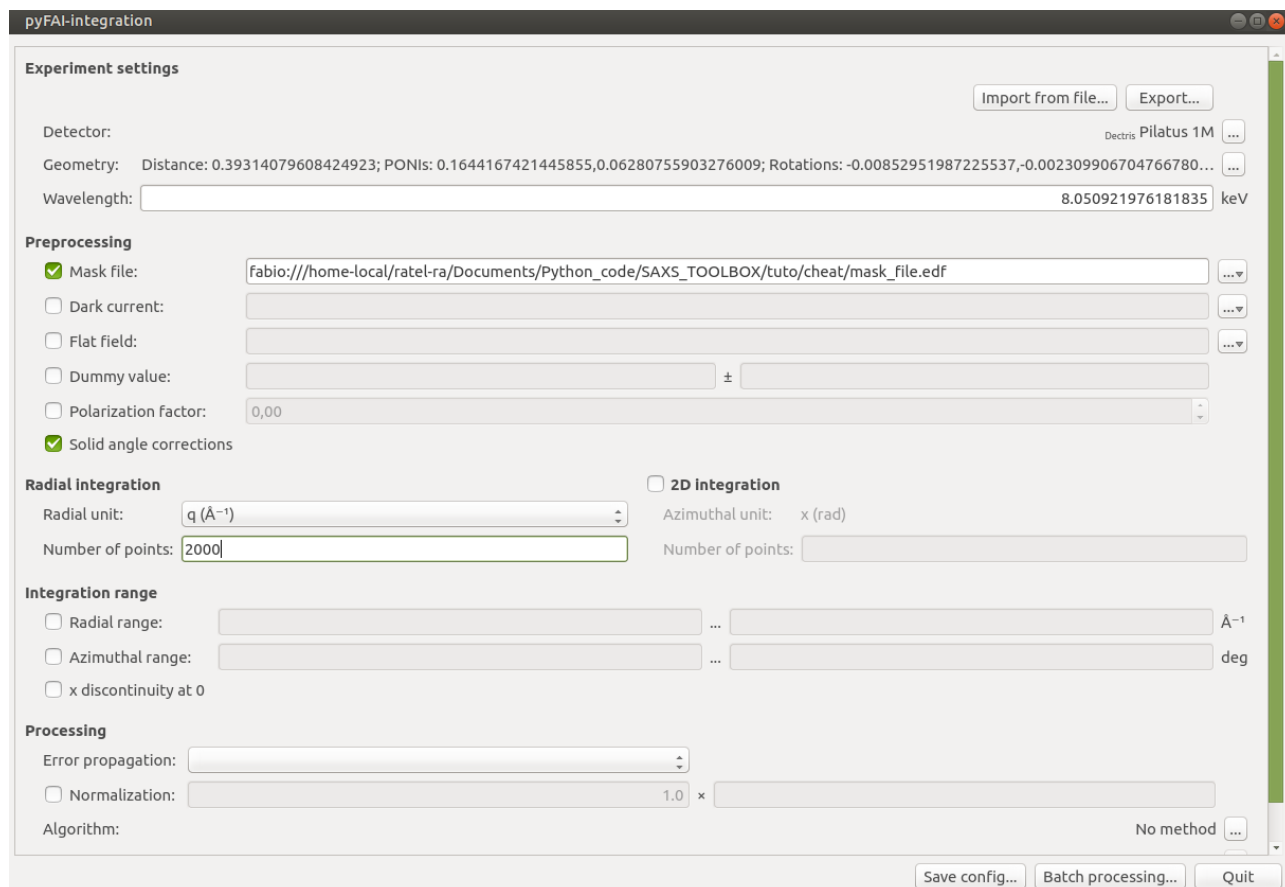 pyFAI-integration
Experiment settings
Import from file... Export...
Detector: Dectris Pilatus 1M ...
Geometry: Distance: 0.39314079608424923; PONIs: 0.1644167421445855,0.06280755903276009; Rotations: -0.00852951987225537,-0.002309906704766780... ...
Wavelength: 8.050921976181835 keV
Preprocessing
Mask file: fabio:///home-local/ratel-ra/Documents/Python_code/SAXS_TOOLBOX/tuto/cheat/mask_file.edf ...
Dark current: ...
Flat field: ...
Dummy value: ±
Polarization factor: 0,00
Solid angle corrections
Radial integration 2D integration
Radial unit: q (Å⁻¹) Azimuthal unit: x (rad)
Number of points: 2000 Number of points:
Integration range
Radial range: ... Å⁻¹
Azimuthal range: ... deg
x discontinuity at 0
Processing
Error propagation:
Normalization: 1.0 ×
Algorithm: No method ...
Save config... Batch processing... Quit